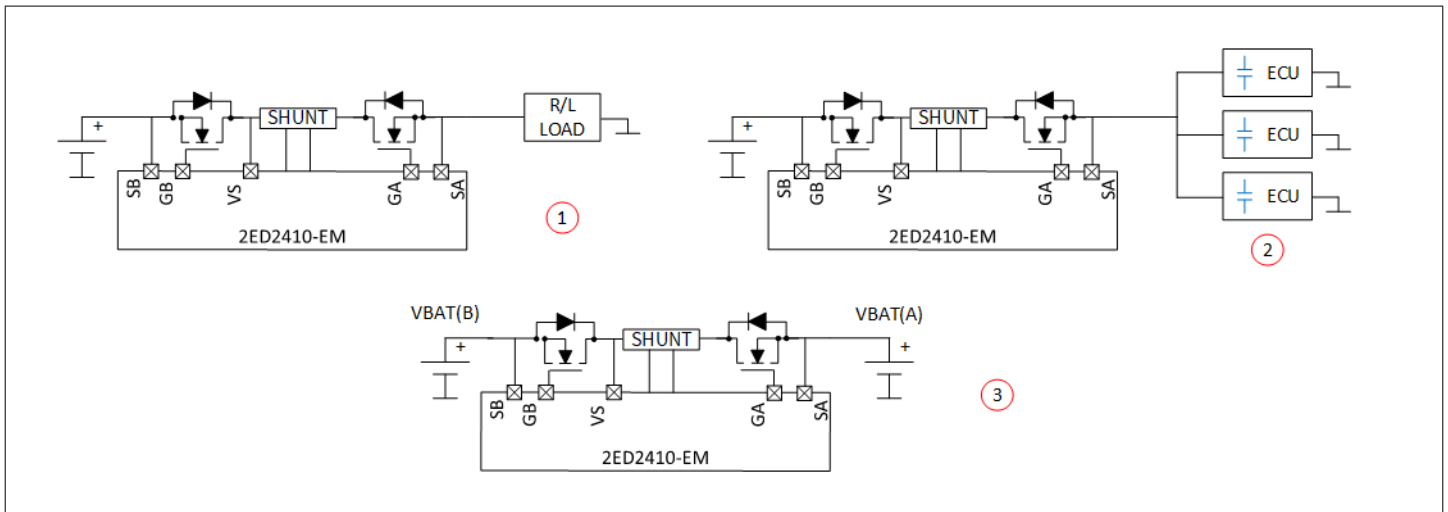 +
SHUNT
R/L
LOAD
SB
GB
VS
GA
SA
2ED2410-EM
1
+
SHUNT
ECU
ECU
ECU
SB
GB
VS
GA
SA
2ED2410-EM
2
VBAT(B)
VBAT(A)
+
SHUNT
+
SB
GB
VS
GA
SA
2ED2410-EM
3